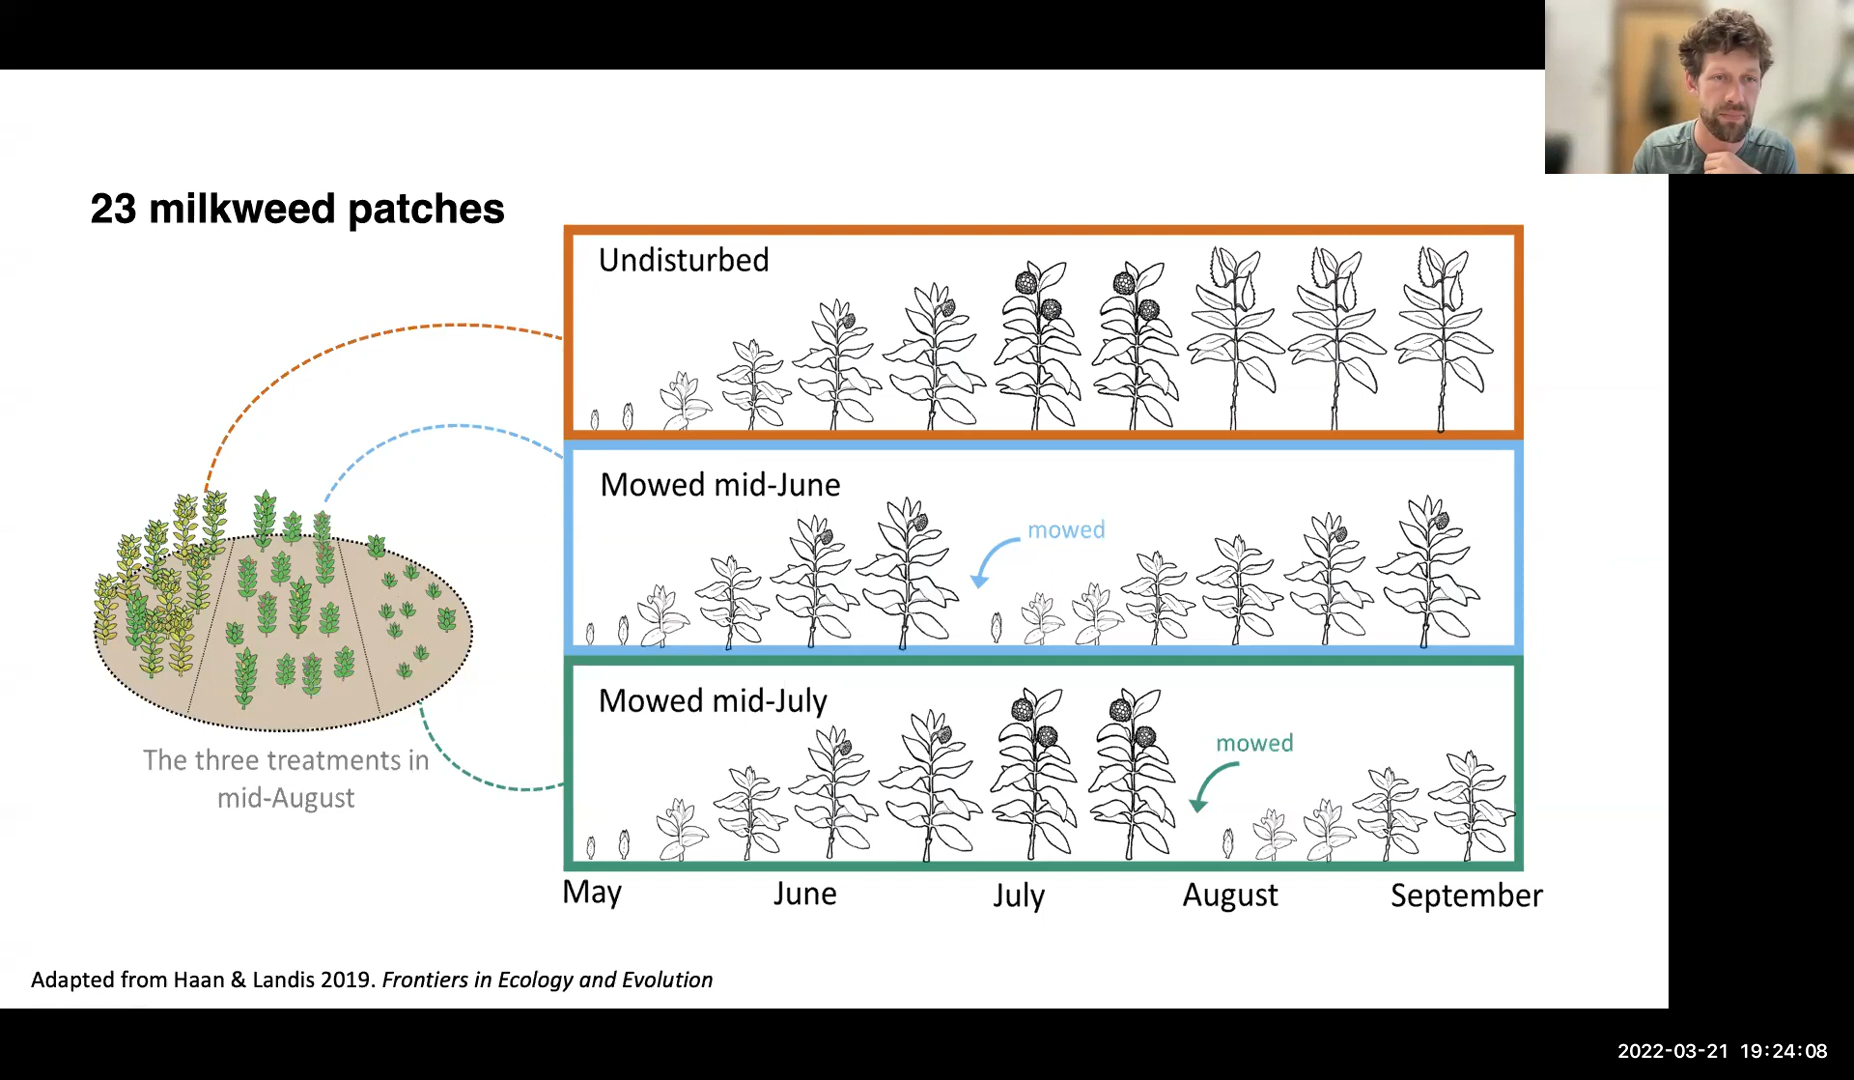 23 milkweed patches
Undisturbed
Mowed mid-June
mowed
Mowed mid-July
mowed
The three treatments in
mid-August
May June July August September
Adapted from Haan & Landis 2019. Frontiers in Ecology and Evolution
2022-03-21 19:24:08